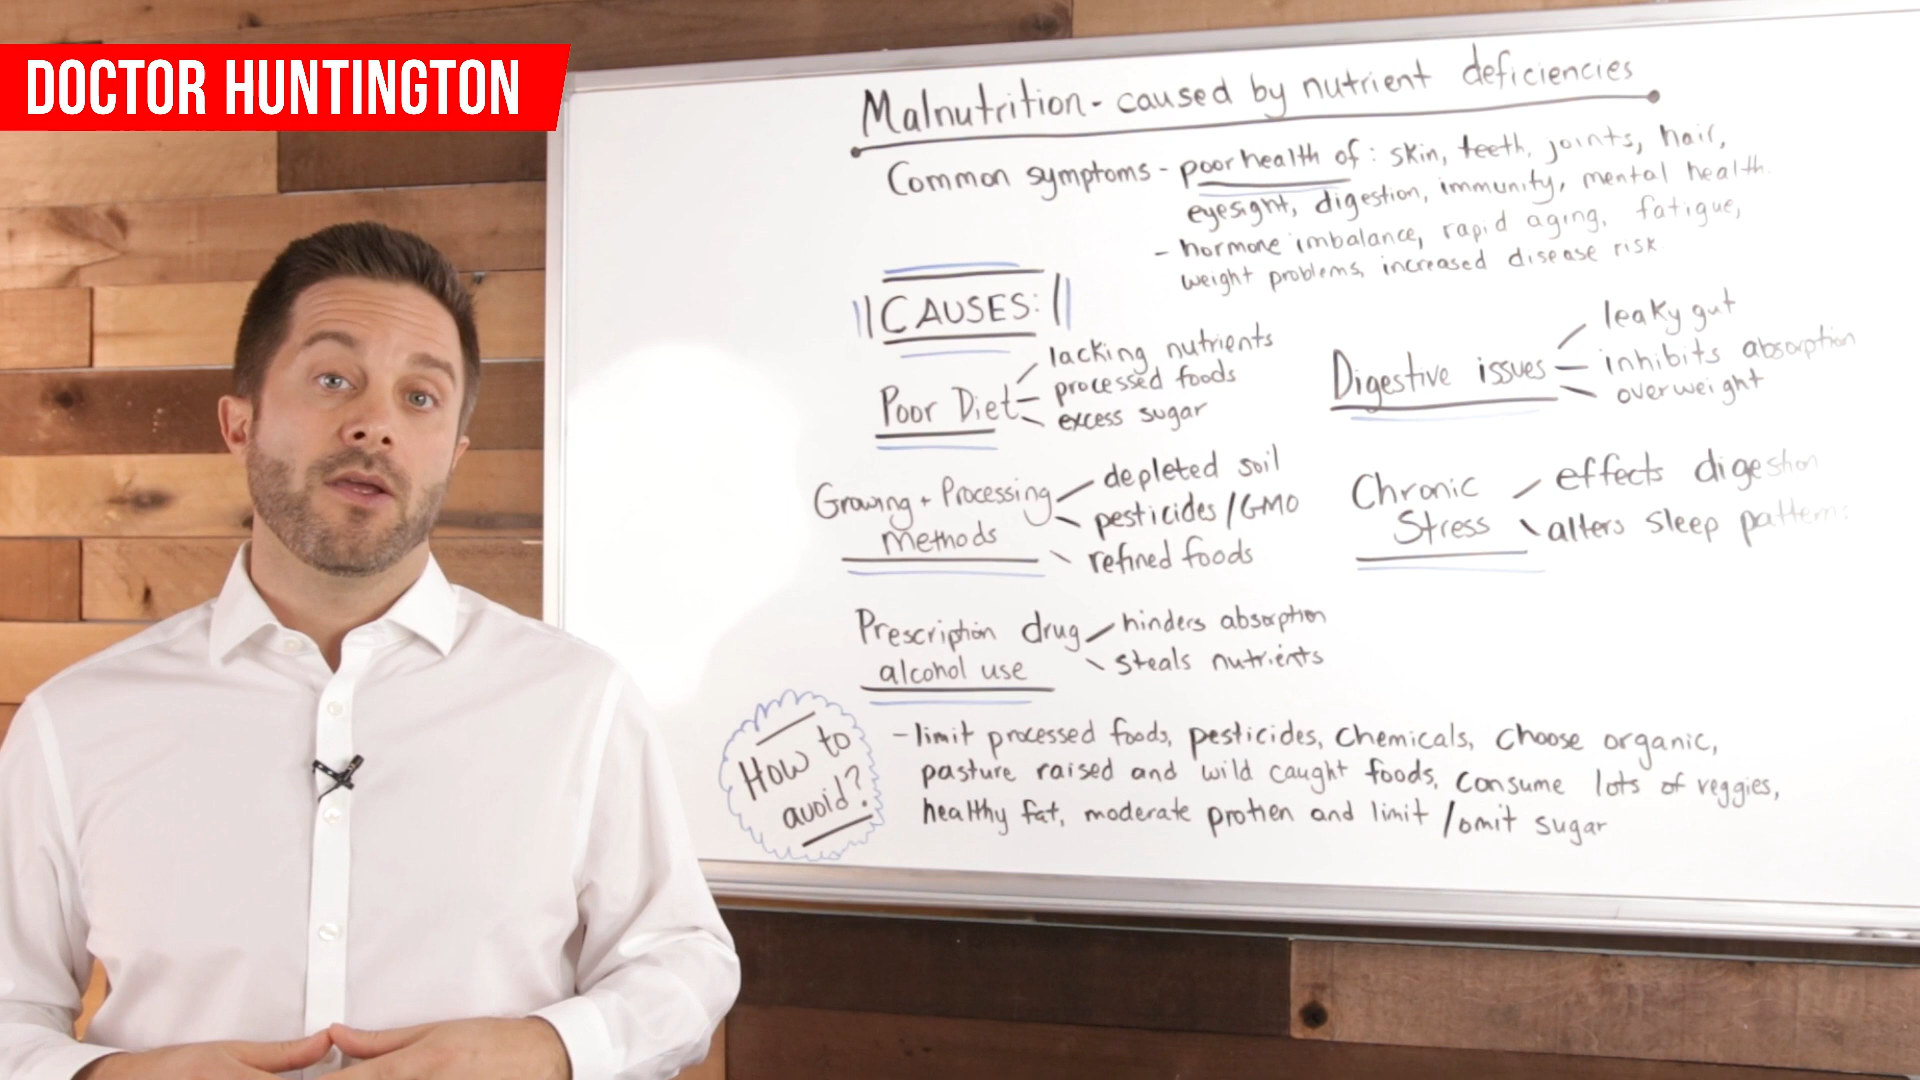 DOCTOR HUNTINGTON
Malnutrition - caused by nutrient deficiencies
Common symptoms - poor health of: skin, teeth, joints, hair,
eyesight, digestion, immunity, mental health.
- hormone imbalance, rapid aging, fatigue,
weight problems, increased disease risk
CAUSES:
Poor Diet
lacking nutrients
processed foods
excess sugar
Digestive issues
leaky gut
inhibits absorption
overweight
Growing + Processing
methods
depleted soil
pesticides/GMO
refined foods
Chronic
Stress
effects digestion
alters sleep patterns
Prescription drug
alcohol use
hinders absorption
steals nutrients
How to
avoid?
- limit processed foods, pesticides, chemicals, choose organic,
pasture raised and wild caught foods, consume lots of veggies,
healthy fat, moderate protien and limit/omit sugar